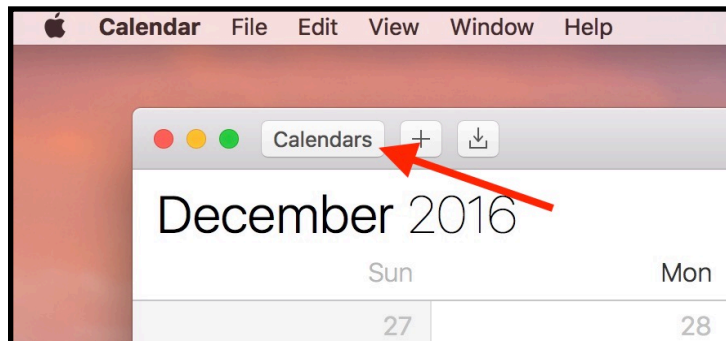 Calendar File Edit View Window Help
Calendars +
December 2016
Sun Mon
27 28